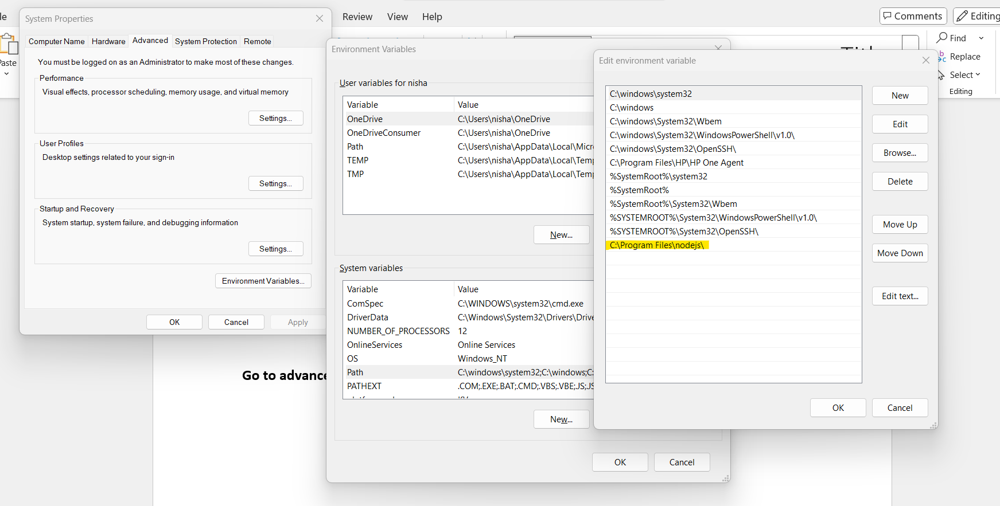 Review View Help
Comments
Editing
Paste
Find
Replace
Select
Editing
System Properties
Computer Name Hardware Advanced System Protection Remote
You must be logged on as an Administrator to make most of these changes.
Performance
Visual effects, processor scheduling, memory usage, and virtual memory
Settings...
User Profiles
Desktop settings related to your sign-in
Settings...
Startup and Recovery
System startup, system failure, and debugging information
Settings...
Environment Variables...
OK Cancel Apply
Go to advance
Environment Variables
User variables for nisha
Variable Value
OneDrive C:\Users\nisha\OneDrive
OneDriveConsumer C:\Users\nisha\OneDrive
Path C:\Users\nisha\AppData\Local\Micro
TEMP C:\Users\nisha\AppData\Local\Temp
TMP C:\Users\nisha\AppData\Local\Temp
New...
System variables
Variable Value
ComSpec C:\WINDOWS\system32\cmd.exe
DriverData C:\Windows\System32\Drivers\Drive
NUMBER_OF_PROCESSORS 12
OnlineServices Online Services
OS Windows_NT
Path C:\windows\system32;C:\windows;C:
PATHEXT .COM;.EXE;.BAT;.CMD;.VBS;.VBE;.JS;.JS
New...
OK Cancel
Edit environment variable
C:\windows\system32
C:\windows
C:\windows\System32\Wbem
C:\windows\System32\WindowsPowerShell\v1.0\
C:\windows\System32\OpenSSH\
C:\Program Files\HP\HP One Agent
%SystemRoot%\system32
%SystemRoot%
%SystemRoot%\System32\Wbem
%SYSTEMROOT%\System32\WindowsPowerShell\v1.0\
%SYSTEMROOT%\System32\OpenSSH\
C:\Program Files\nodejs\
New
Edit
Browse...
Delete
Move Up
Move Down
Edit text...
OK Cancel